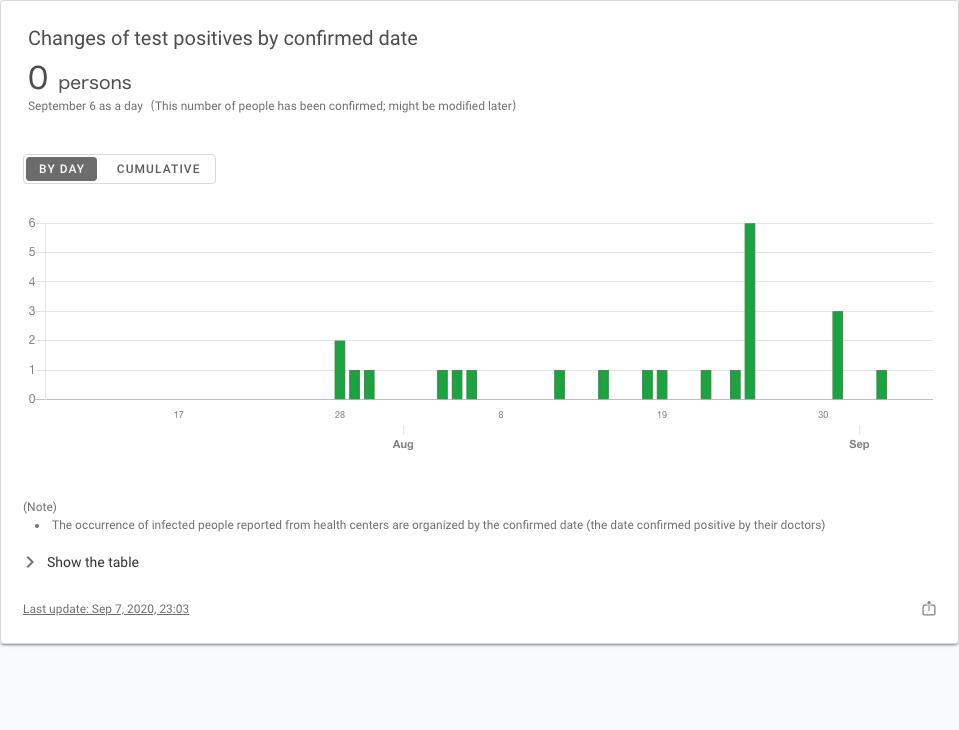 Changes of test positives by confirmed date
0 persons
September 6 as a day（This number of people has been confirmed; might be modified later）
BY DAY CUMULATIVE
6
5
4
3
2
1
0
17 28 8 19 30
Aug Sep
(Note)
• The occurrence of infected people reported from health centers are organized by the confirmed date (the date confirmed positive by their doctors)
Show the table
Last update: Sep 7, 2020, 23:03